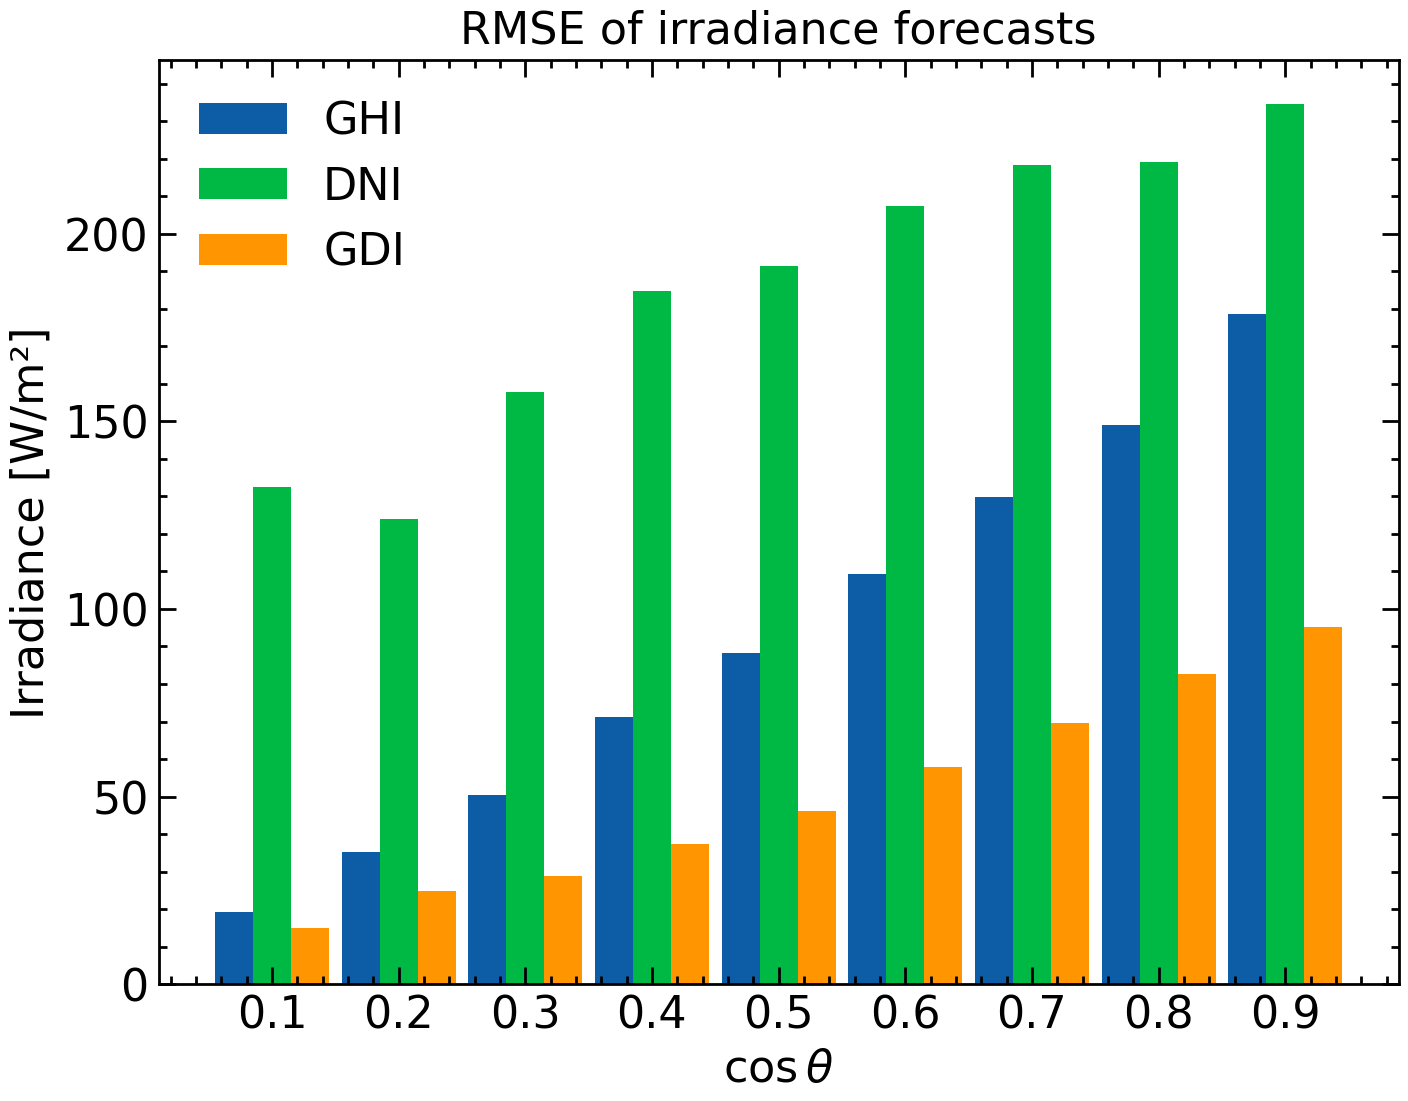 RMSE of irradiance forecasts
GHI
DNI
GDI
Irradiance [W/m²]
200
150
100
50
0
0.1 0.2 0.3 0.4 0.5 0.6 0.7 0.8 0.9
cos θ